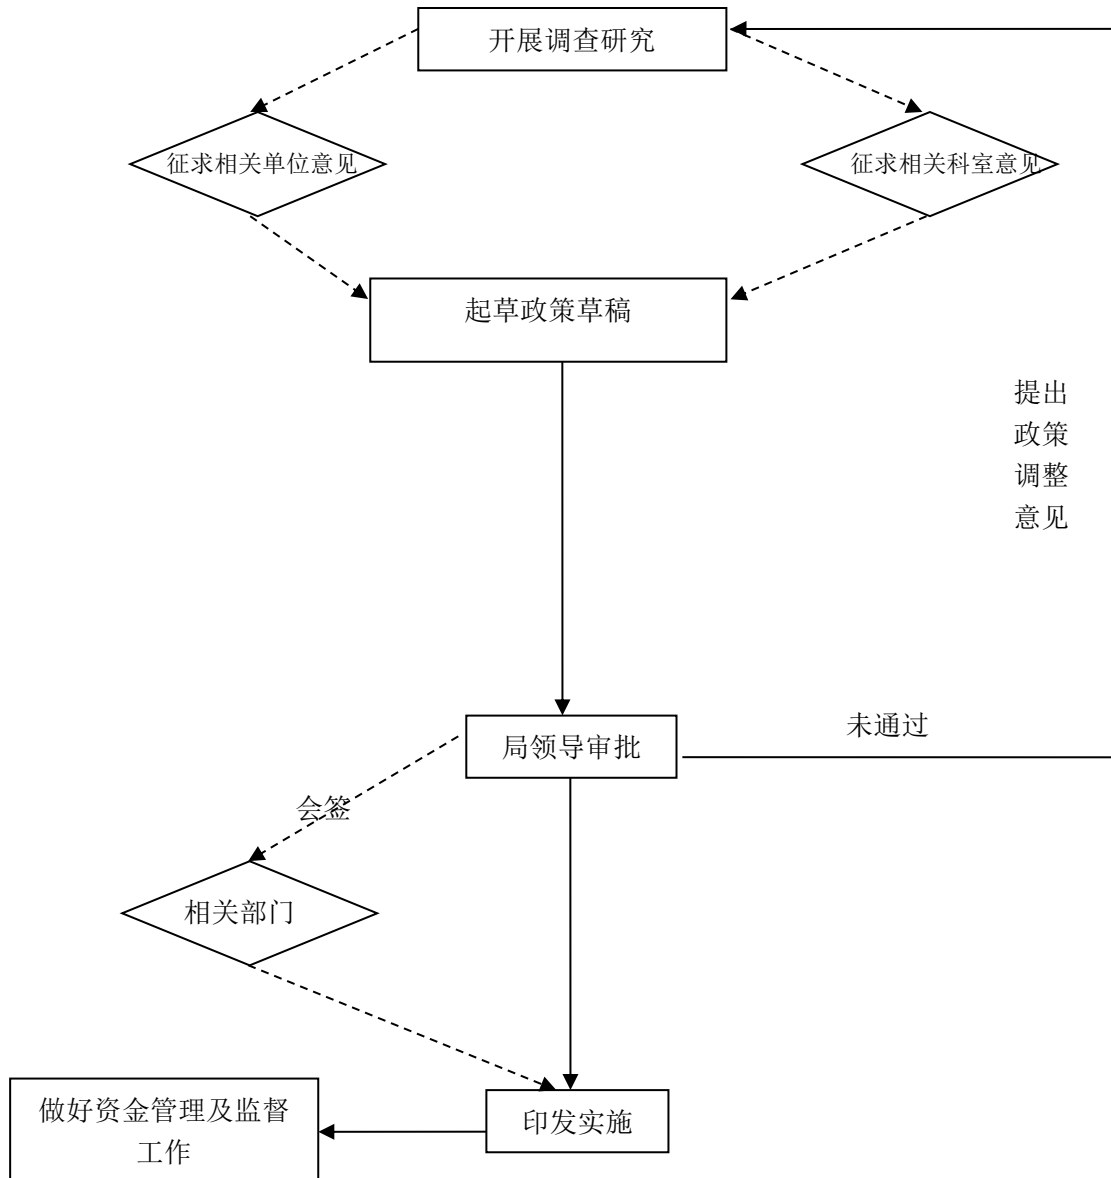 开展调查研究
征求相关单位意见
征求相关科室意见
起草政策草稿
提出
政策
调整
意见
局领导审批
未通过
会签
相关部门
做好资金管理及监督
工作
印发实施